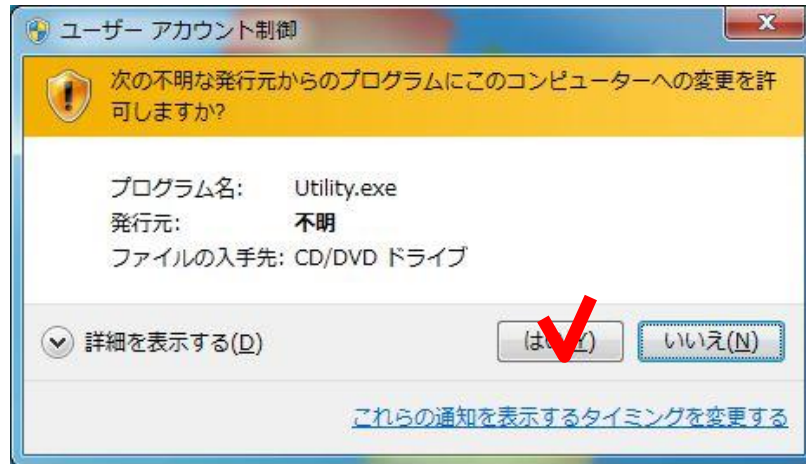 ユーザー アカウント制御
次の不明な発行元からのプログラムにこのコンピューターへの変更を許
可しますか?
プログラム名: Utility.exe
発行元: 不明
ファイルの入手先: CD/DVD ドライブ
詳細を表示する(D)
はい(Y) いいえ(N)
これらの通知を表示するタイミングを変更する